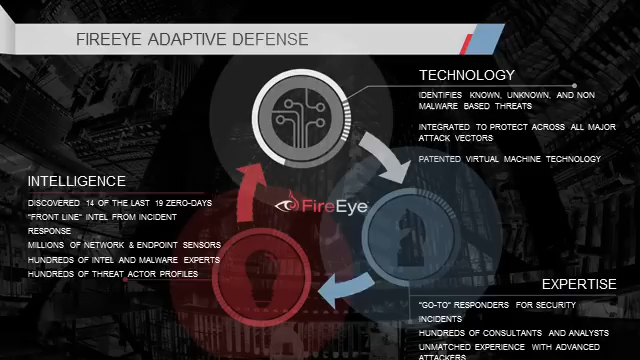 FIREEYE ADAPTIVE DEFENSE
TECHNOLOGY
IDENTIFIES KNOWN, UNKNOWN, AND NON
MALWARE BASED THREATS
INTEGRATED TO PROTECT ACROSS ALL MAJOR
ATTACK VECTORS
PATENTED VIRTUAL MACHINE TECHNOLOGY
INTELLIGENCE
DISCOVERED 14 OF THE LAST 19 ZERO-DAYS
"FRONT LINE" INTEL FROM INCIDENT
RESPONSE
MILLIONS OF NETWORK & ENDPOINT SENSORS
HUNDREDS OF INTEL AND MALWARE EXPERTS
HUNDREDS OF THREAT ACTOR PROFILES
FireEye
EXPERTISE
"GO-TO" RESPONDERS FOR SECURITY
INCIDENTS
HUNDREDS OF CONSULTANTS AND ANALYSTS
UNMATCHED EXPERIENCE WITH ADVANCED
ATTACKERS